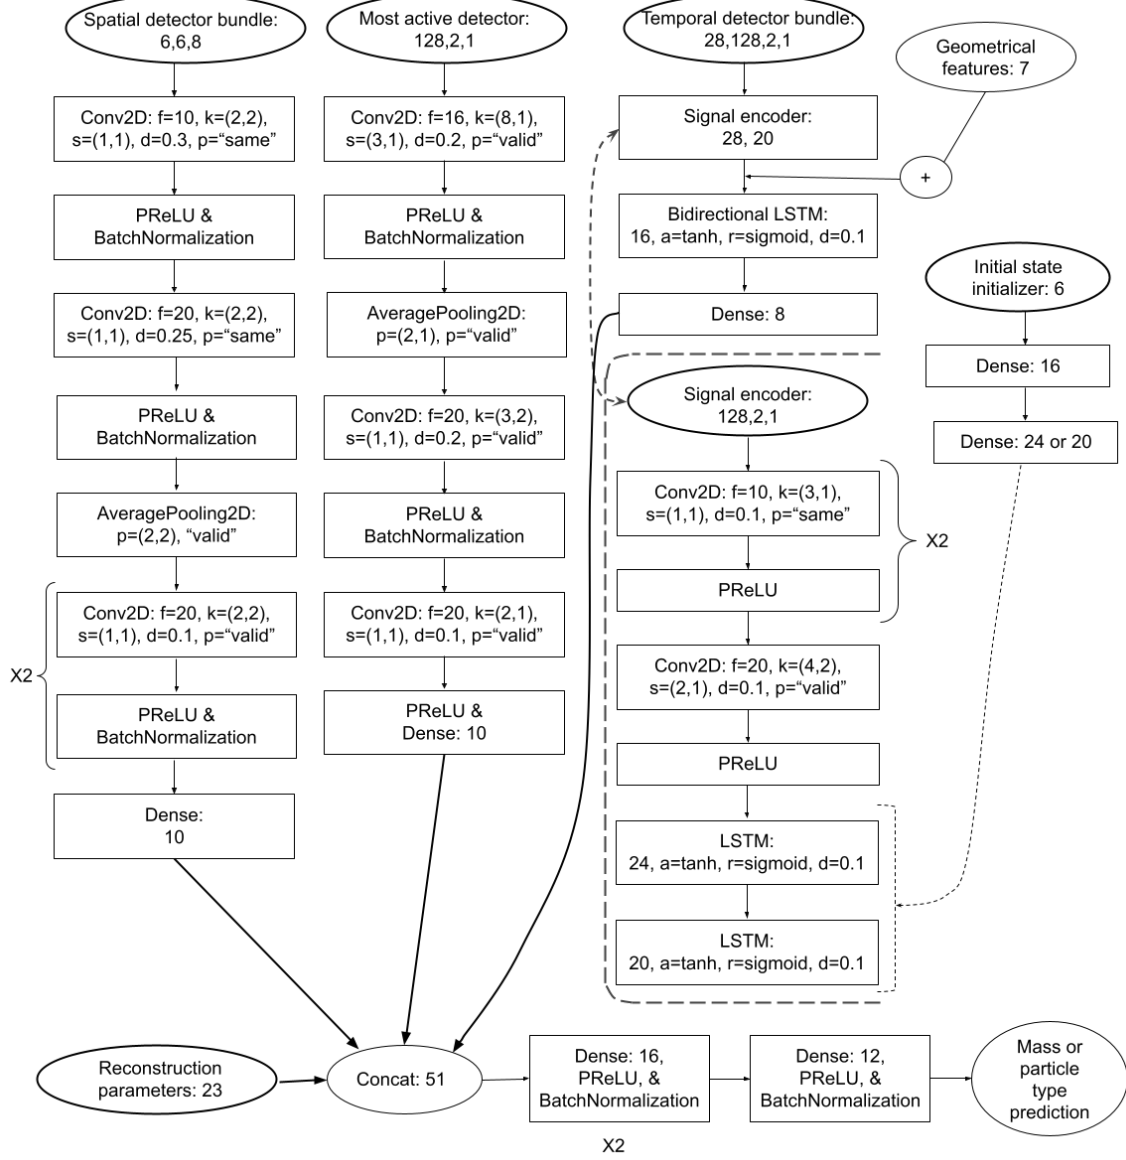 Spatial detector bundle:
6,6,8
Conv2D: f=10, k=(2,2),
s=(1,1), d=0.3, p=“same”
PReLU &
BatchNormalization
Conv2D: f=20, k=(2,2),
s=(1,1), d=0.25, p=“same”
PReLU &
BatchNormalization
AveragePooling2D:
p=(2,2), “valid”
Conv2D: f=20, k=(2,2),
s=(1,1), d=0.1, p=“valid”
X2
PReLU &
BatchNormalization
Dense:
10
Most active detector:
128,2,1
Conv2D: f=16, k=(8,1),
s=(3,1), d=0.2, p=“valid”
PReLU &
BatchNormalization
AveragePooling2D:
p=(2,1), p=“valid”
Conv2D: f=20, k=(3,2),
s=(1,1), d=0.2, p=“valid”
PReLU &
BatchNormalization
Conv2D: f=20, k=(2,1),
s=(1,1), d=0.1, p=“valid”
PReLU &
Dense: 10
Temporal detector bundle:
28,128,2,1
Signal encoder:
28, 20
Geometrical
features: 7
+
Bidirectional LSTM:
16, a=tanh, r=sigmoid, d=0.1
Dense: 8
Signal encoder:
128,2,1
Conv2D: f=10, k=(3,1),
s=(1,1), d=0.1, p=“same”
PReLU
X2
Conv2D: f=20, k=(4,2),
s=(2,1), d=0.1, p=“valid”
PReLU
LSTM:
24, a=tanh, r=sigmoid, d=0.1
LSTM:
20, a=tanh, r=sigmoid, d=0.1
Initial state
initializer: 6
Dense: 16
Dense: 24 or 20
Reconstruction
parameters: 23
Concat: 51
Dense: 16,
PReLU, &
BatchNormalization
X2
Dense: 12,
PReLU, &
BatchNormalization
Mass or
particle
type
prediction